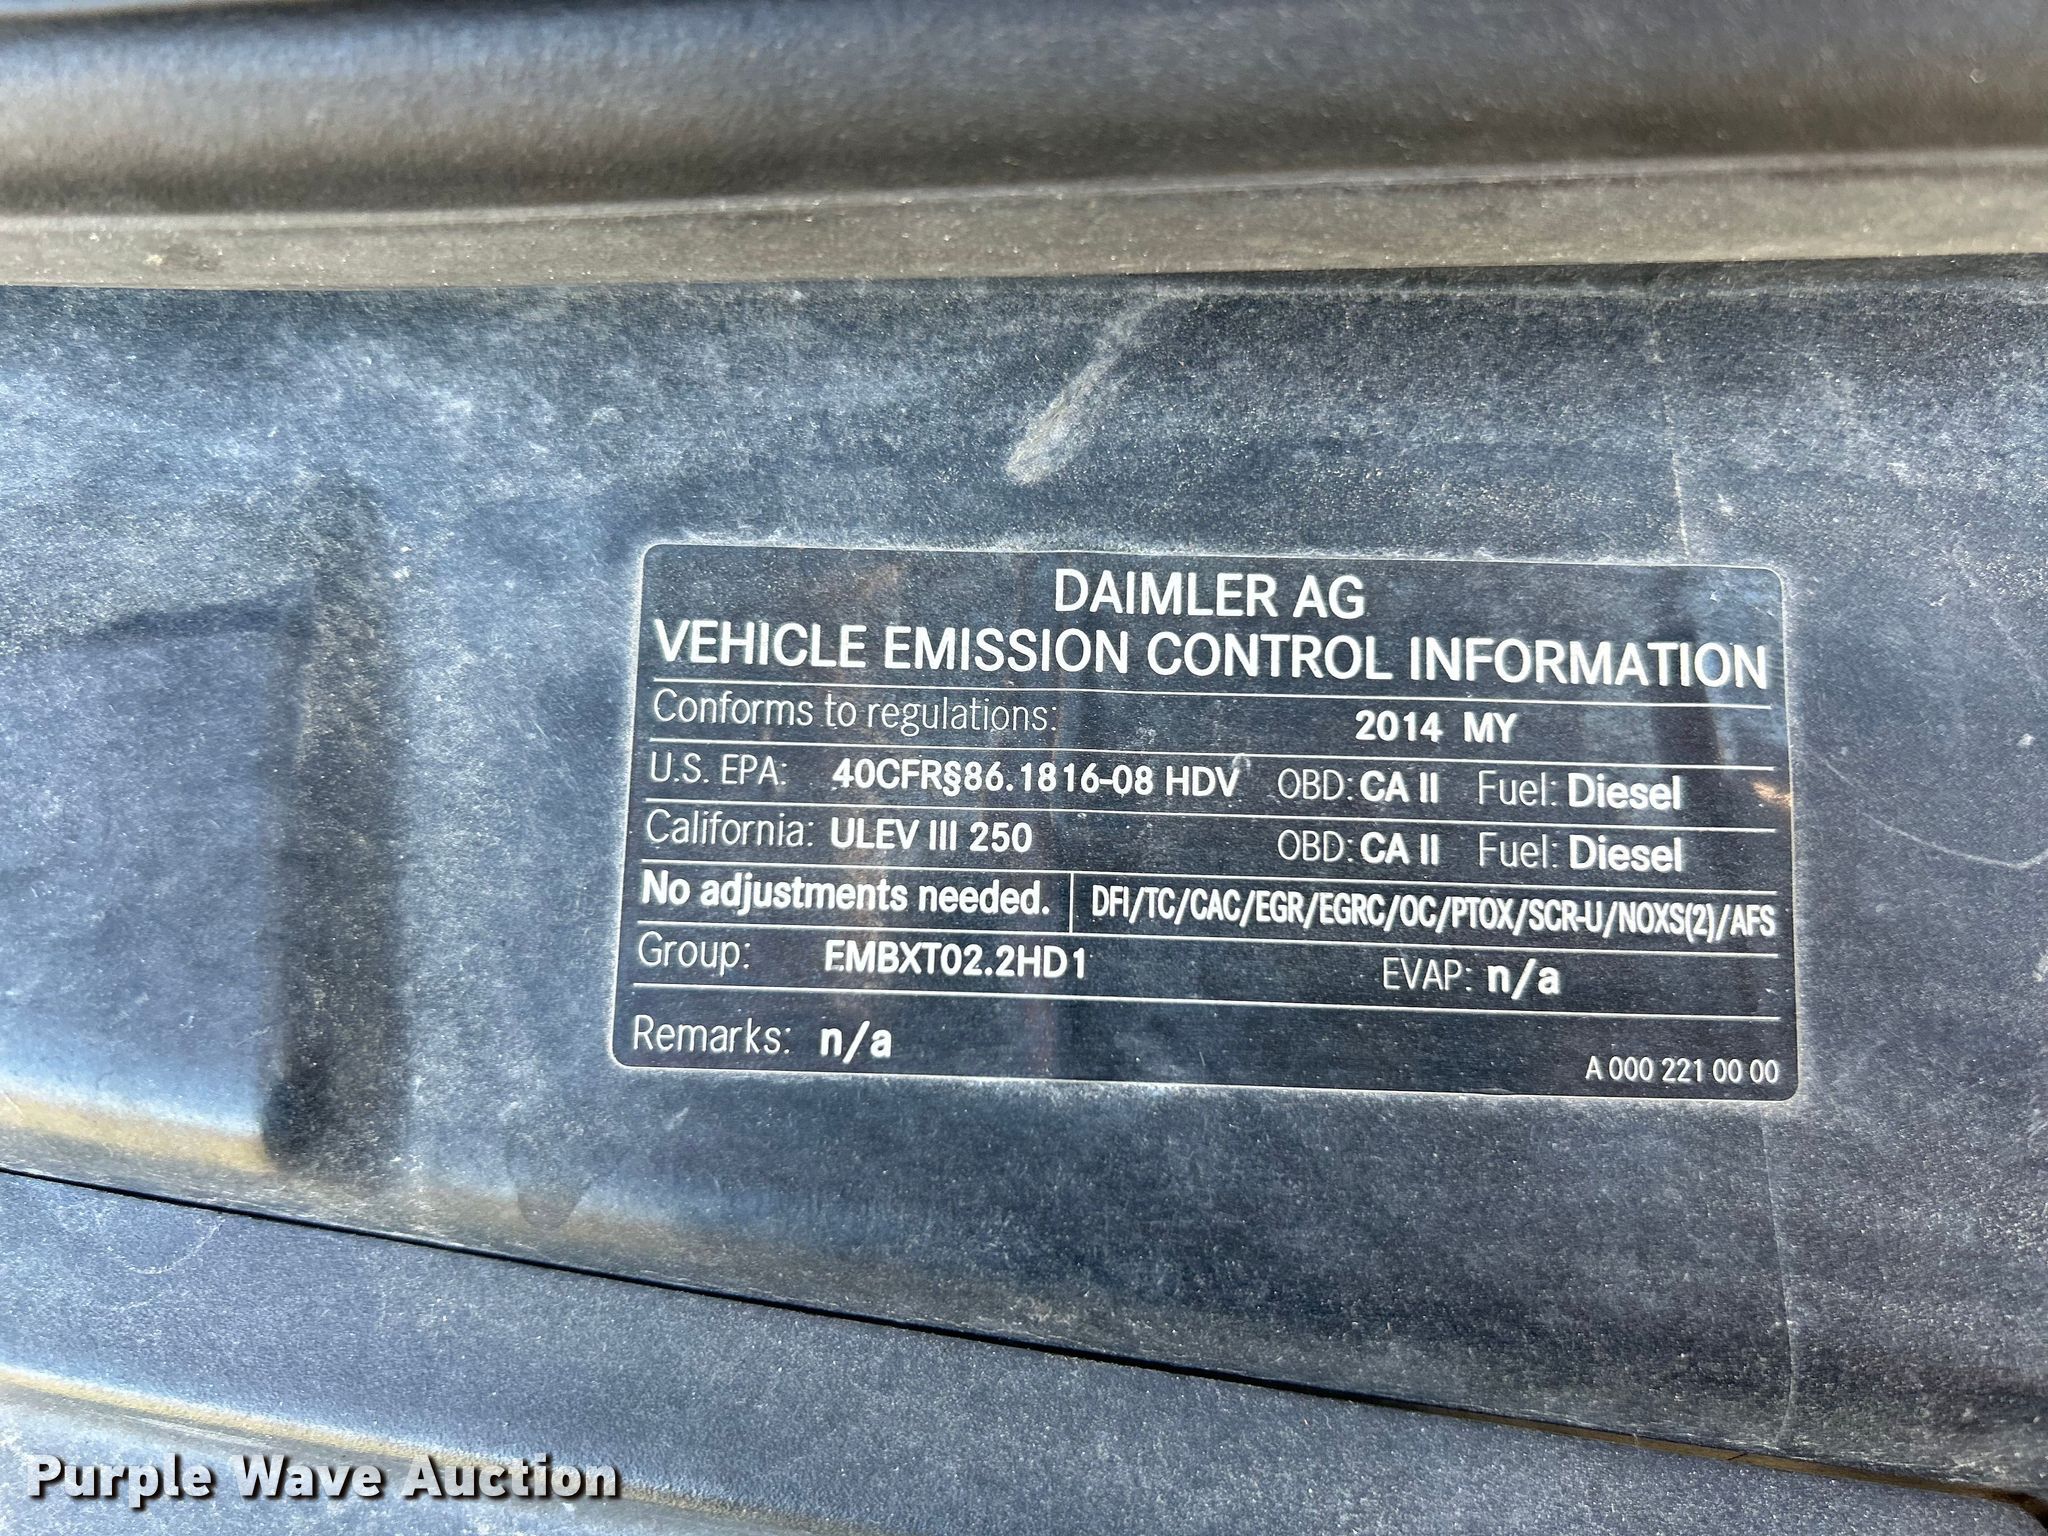 DAIMLER AG
VEHICLE EMISSION CONTROL INFORMATION
Conforms to regulations: 2014 MY
U.S. EPA: 40CFR§86.1816-08 HDV OBD: CA II Fuel: Diesel
California: ULEV III 250 OBD: CA II Fuel: Diesel
No adjustments needed. DFI/TC/CAC/EGR/EGRC/OC/PTOX/SCR-U/NOXS(2)/AFS
Group: EMBXT02.2HD1 EVAP: n/a
Remarks: n/a
A 000 221 00 00
Purple Wave Auction